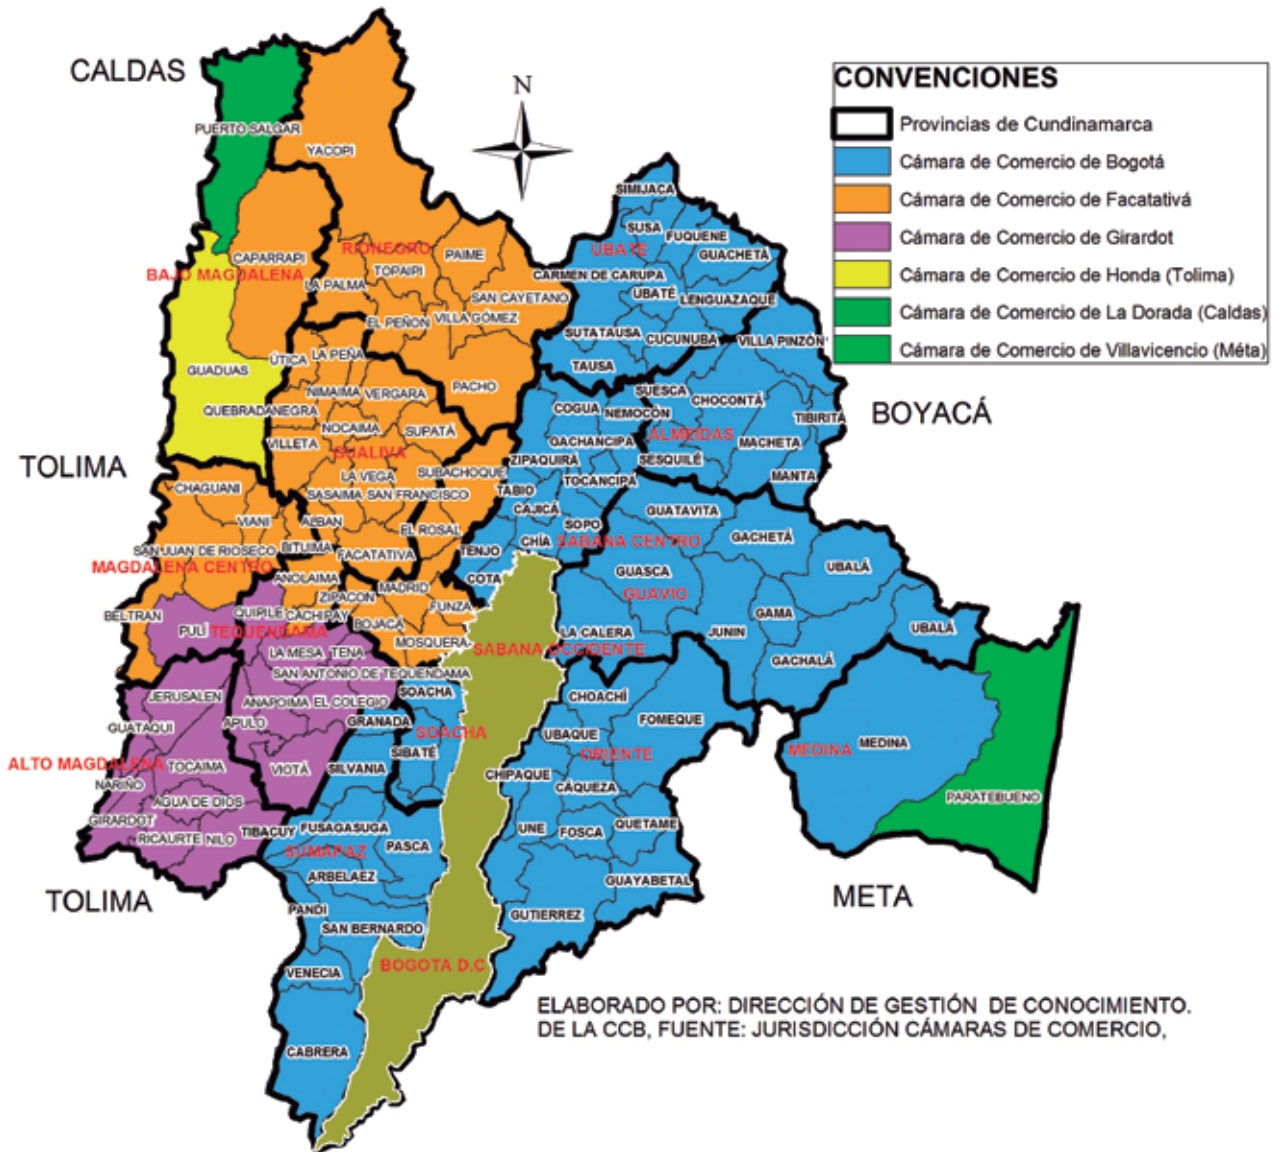 CALDAS
N
CONVENCIONES
Provincias de Cundinamarca
Cámara de Comercio de Bogotá
Cámara de Comercio de Facatativá
Cámara de Comercio de Girardot
Cámara de Comercio de Honda (Tolima)
Cámara de Comercio de La Dorada (Caldas)
Cámara de Comercio de Villavicencio (Méta)
PUERTO SALGAR
YACOPI
SIMIJACA
SUSA
FUQUENE
RIONEGRO
PAIME
UBATE
GUACHETÁ
CAPARRAPI
BAJO MAGDALENA
TOPAIPI
CARMEN DE CARUPA
LA PALMA
UBATÉ
LENGUAZAQUE
SAN CAYETANO
EL PEÑON
VILLA GÓMEZ
SUTATAUSA
CUCUNUBA
VILLA PINZÓN
ÚTICA
LA PEÑA
TAUSA
GUADUAS
NIMAIMA
VERGARA
PACHO
SUESCA
CHOCONTÁ
QUEBRADANEGRA
COGUA
NEMOCÓN
BOYACÁ
TIBIRITA
NOCAIMA
SUPATÁ
VILLETA
GACHANCIPA
ALMEIDAS
MACHETA
GUALIVA
ZIPAQUIRÁ
SESQUILÉ
TOLIMA
LA VEGA
SUBACHOQUE
TOCANCIPA
MANTA
CHAGUANI
SASAIMA
SAN FRANCISCO
TABIO
CAJICÁ
GUATAVITA
VIANI
ALBAN
EL ROSAL
SOPO
GACHETÁ
SAN JUAN DE RIOSECO
BITUIMA
FACATATIVA
TENJO
CHÍA
SABANA CENTRO
MAGDALENA CENTRO
ANOLAIMA
COTA
GUASCA
UBALÁ
BELTRAN
QUIPILE
CACHIPAY
ZIPACON
MADRID
FUNZA
GUAVIO
GAMA
PULÍ
TEQUENDAMA
BOJACÁ
MOSQUERA
LA CALERA
JUNIN
UBALÁ
LA MESA
TENA
SABANA OCCIDENTE
GACHALÁ
SAN ANTONIO DE TEQUENDAMA
JERUSALEN
ANAPOIMA
EL COLEGIO
SOACHA
CHOACHÍ
GUATAQUI
APULO
GRANADA
SOACHA
UBAQUE
FOMEQUE
ALTO MAGDALENA
TOCAIMA
VIOTÁ
SILVANIA
SIBATÉ
CHIPAQUE
ORIENTE
MEDINA
MEDINA
NARIÑO
AGUA DE DIOS
CÁQUEZA
PARATEBUENO
GIRARDOT
RICAURTE
NILO
TIBACUY
FUSAGASUGA
PASCA
UNE
FOSCA
QUETAME
SUMAPAZ
TOLIMA
ARBELAEZ
GUAYABETAL
META
PANDI
SAN BERNARDO
GUTIERREZ
VENECIA
BOGOTA D.C
CABRERA
ELABORADO POR: DIRECCIÓN DE GESTIÓN DE CONOCIMIENTO.
DE LA CCB, FUENTE: JURISDICCIÓN CÁMARAS DE COMERCIO,